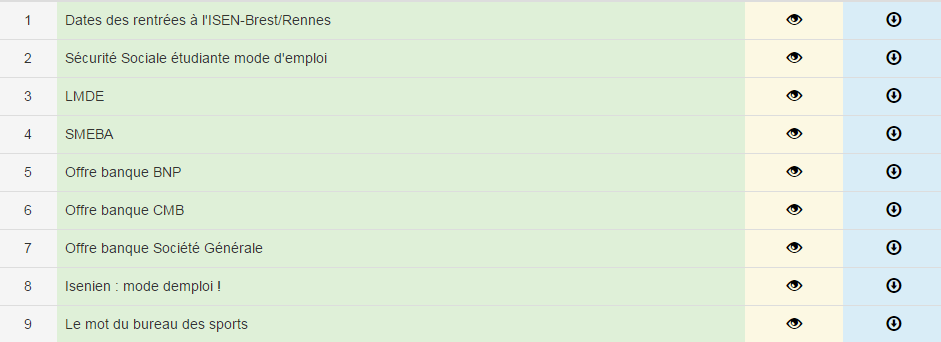 1 Dates des rentrées à l'ISEN-Brest/Rennes
2 Sécurité Sociale étudiante mode d'emploi
3 LMDE
4 SMEBA
5 Offre banque BNP
6 Offre banque CMB
7 Offre banque Société Générale
8 Isenien : mode demploi !
9 Le mot du bureau des sports